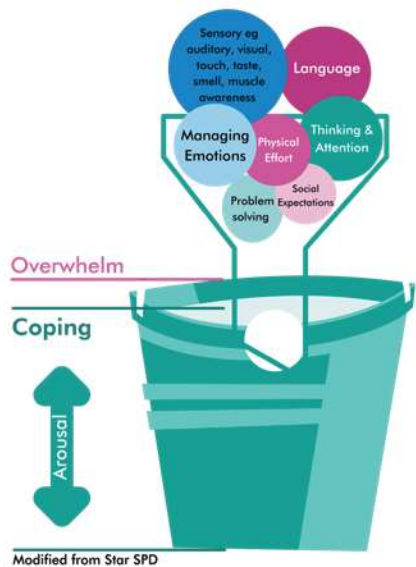 Sensory eg
auditory, visual,
touch, taste,
smell, muscle
awareness
Language
Managing
Emotions
Physical
Effort
Thinking &
Attention
Problem
solving
Social
Expectations
Overwhelm
Coping
Arousal
Modified from Star SPD